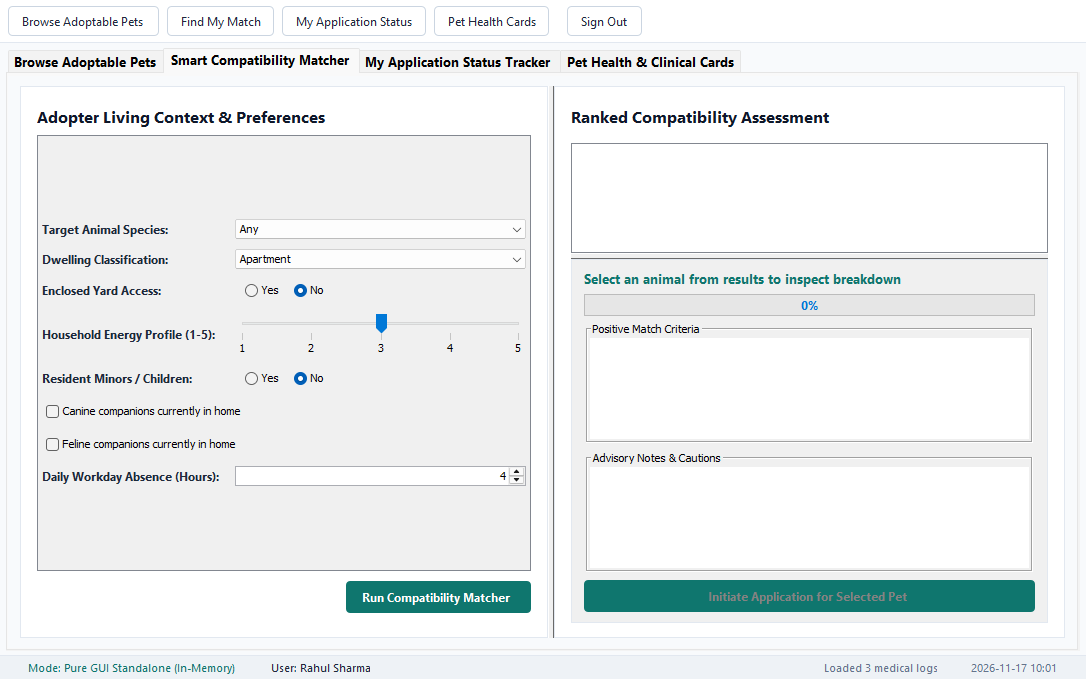 Browse Adoptable Pets
Find My Match
My Application Status
Pet Health Cards
Sign Out
Browse Adoptable Pets
Smart Compatibility Matcher
My Application Status Tracker
Pet Health & Clinical Cards
Adopter Living Context & Preferences
Target Animal Species:
Any
Dwelling Classification:
Apartment
Enclosed Yard Access:
Yes
No
Household Energy Profile (1-5):
1 2 3 4 5
Resident Minors / Children:
Yes
No
Canine companions currently in home
Feline companions currently in home
Daily Workday Absence (Hours):
4
Run Compatibility Matcher
Ranked Compatibility Assessment
Select an animal from results to inspect breakdown
0%
Positive Match Criteria
Advisory Notes & Cautions
Initiate Application for Selected Pet
Mode: Pure GUI Standalone (In-Memory)
User: Rahul Sharma
Loaded 3 medical logs
2026-11-17 10:01